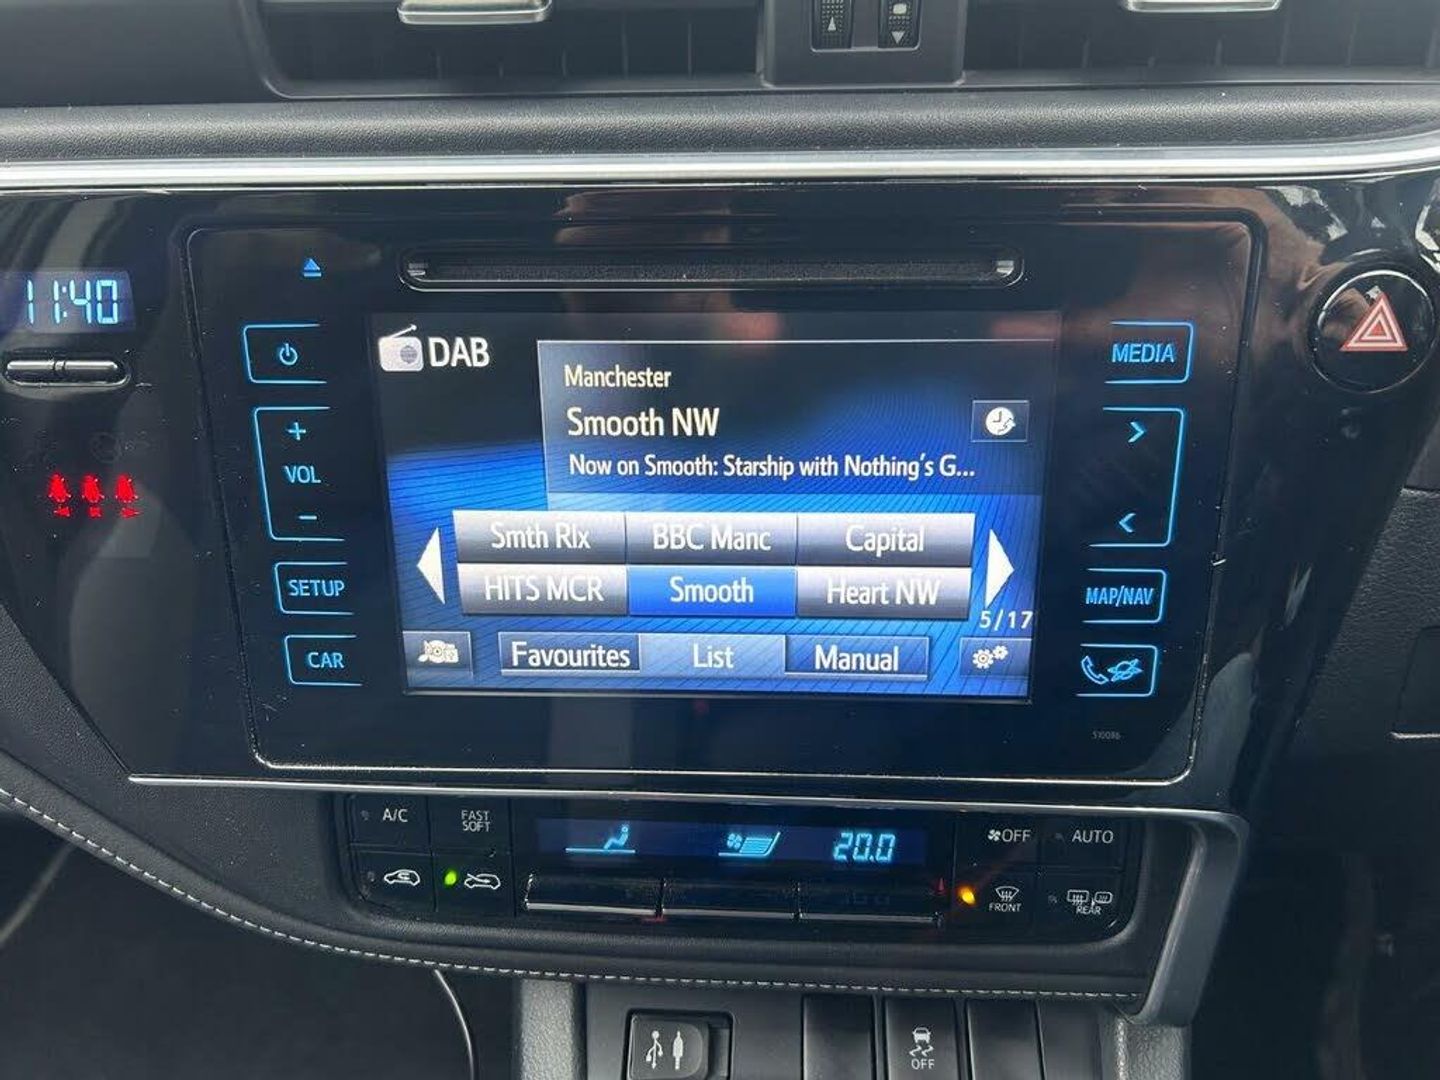 11:40
DAB
Manchester
Smooth NW
Now on Smooth: Starship with Nothing's G...
Smth Rlx
BBC Manc
Capital
HITS MCR
Smooth
Heart NW
5/17
Favourites
List
Manual
+
VOL
-
SETUP
CAR
MEDIA
>
<
MAP/NAV
510086
A/C
FAST
SOFT
20.0
OFF
AUTO
FRONT
REAR
OFF